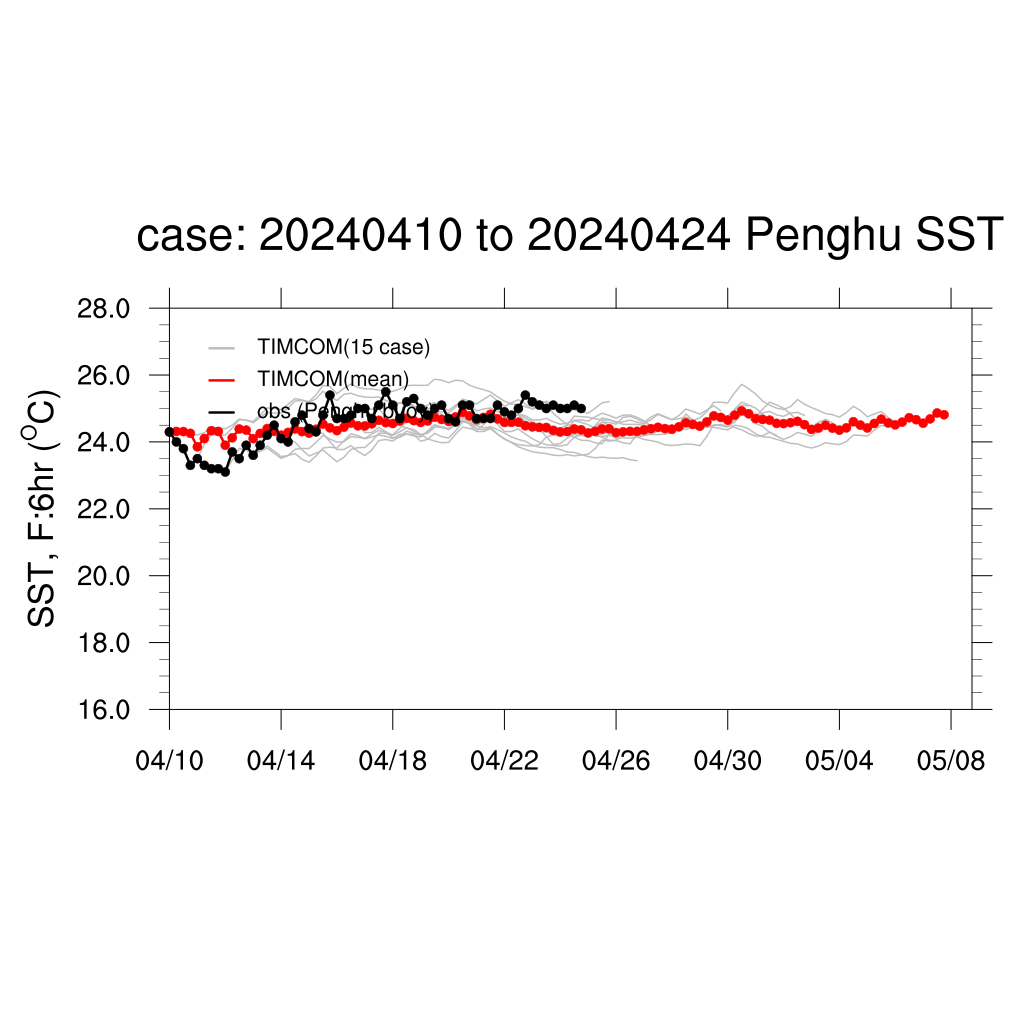 case: 20240410 to 20240424 Penghu SST
SST, F:6hr (°C)
28.0
26.0
24.0
22.0
20.0
18.0
16.0
TIMCOM(15 case)
TIMCOM(mean)
obs (Penghu buoy)
04/10 04/14 04/18 04/22 04/26 04/30 05/04 05/08